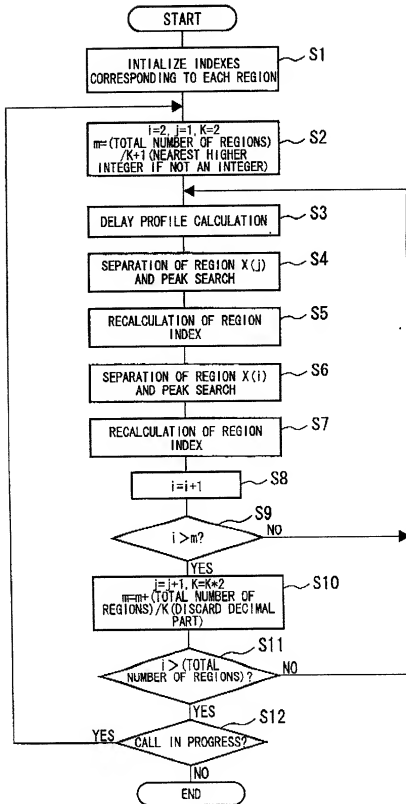 START
INTIALIZE INDEXES
CORRESPONDING TO EACH REGION
S1
i=2, j=1, K=2
m=(TOTAL NUMBER OF REGIONS)
/K+1(NEAREST HIGHER
INTEGER IF NOT AN INTEGER)
S2
DELAY PROFILE CALCULATION
S3
SEPARATION OF REGION X(j)
AND PEAK SEARCH
S4
RECALCULATION OF REGION
INDEX
S5
SEPARATION OF REGION X(i)
AND PEAK SEARCH
S6
RECALCULATION OF REGION
INDEX
S7
i=i+1
S8
i>m?
S9
NO
YES
j=j+1, K=K*2
m=m+(TOTAL NUMBER OF
REGIONS)/K(DISCARD DECIMAL
PART)
S10
i>(TOTAL
NUMBER OF REGIONS)?
S11
NO
YES
CALL IN PROGRESS?
S12
YES
NO
END